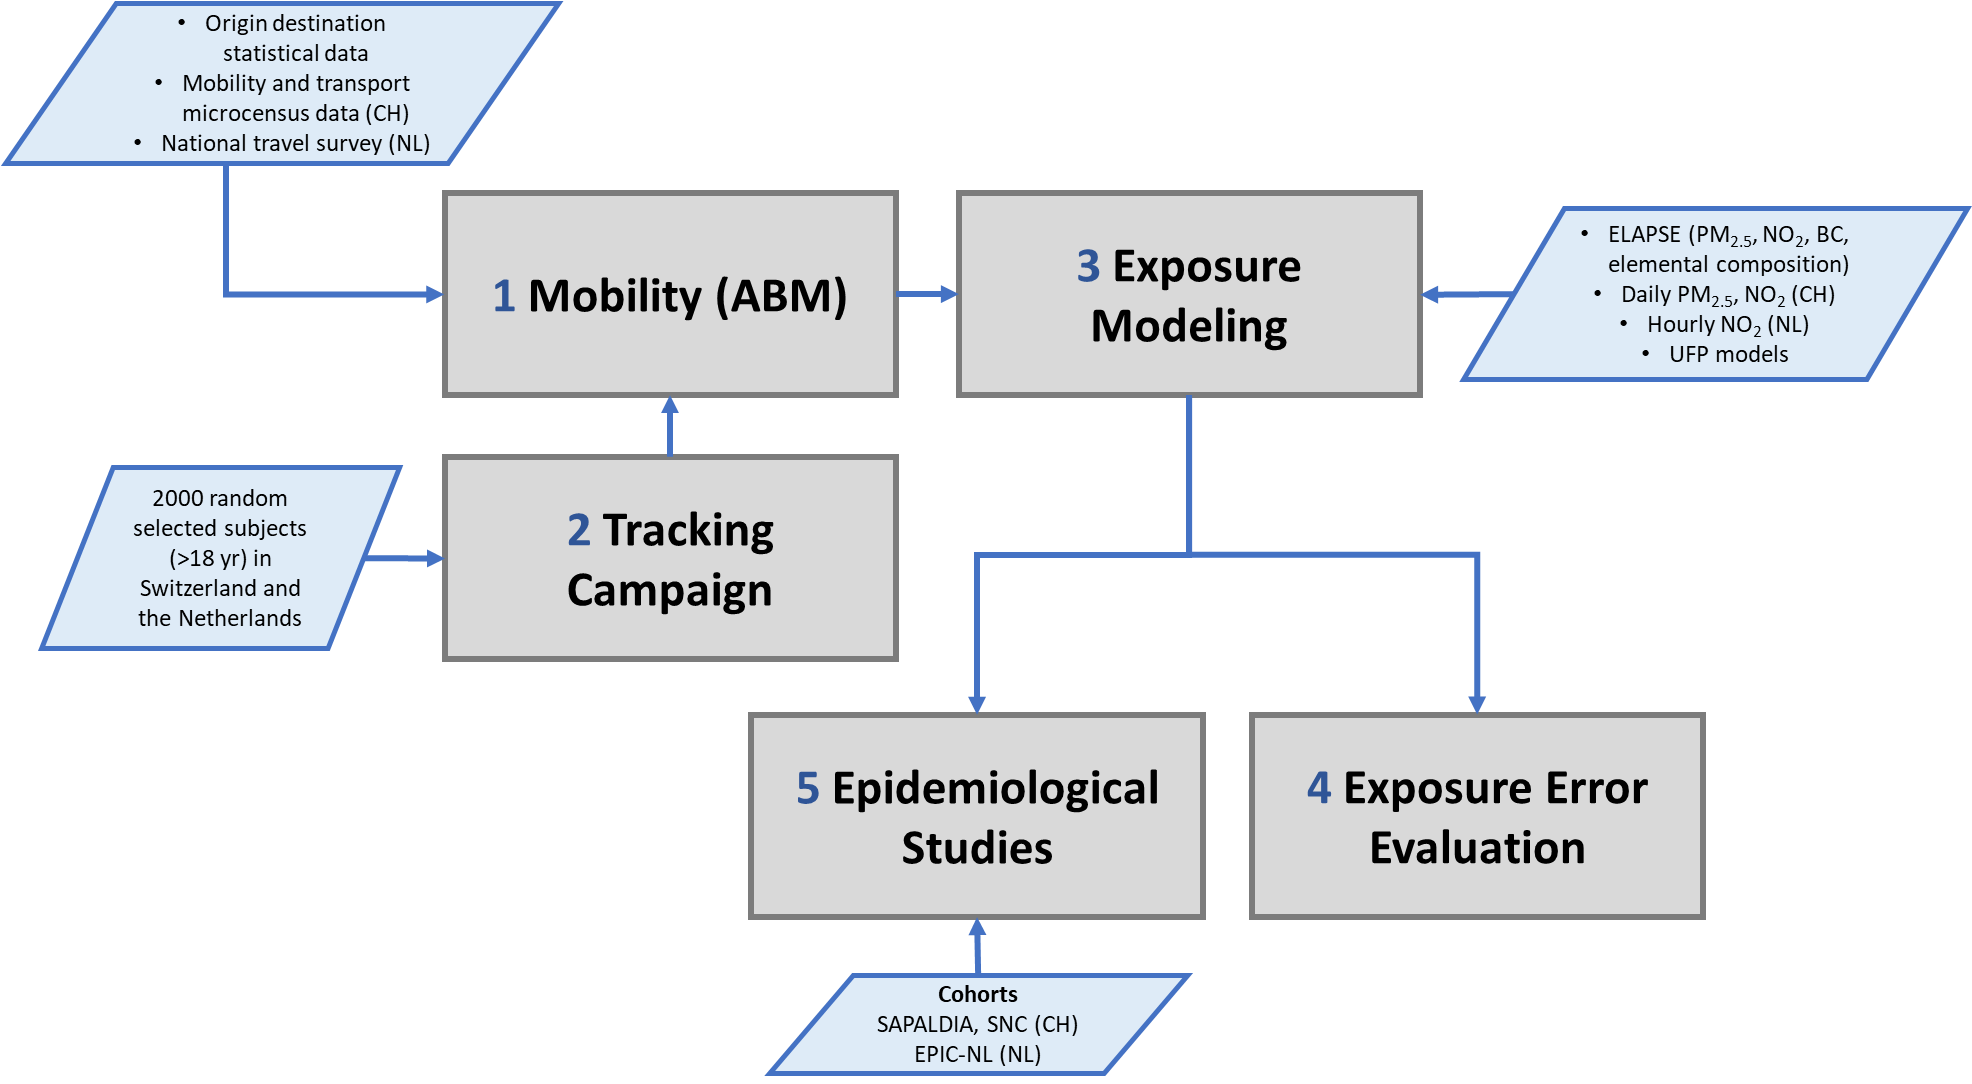 • Origin destination
statistical data
• Mobility and transport
microcensus data (CH)
• National travel survey (NL)
1 Mobility (ABM)
3 Exposure
Modeling
• ELAPSE (PM2.5, NO2, BC,
elemental composition)
• Daily PM2.5, NO2 (CH)
• Hourly NO2 (NL)
• UFP models
2000 random
selected subjects
(>18 yr) in
Switzerland and
the Netherlands
2 Tracking
Campaign
5 Epidemiological
Studies
4 Exposure Error
Evaluation
Cohorts
SAPALDIA, SNC (CH)
EPIC-NL (NL)